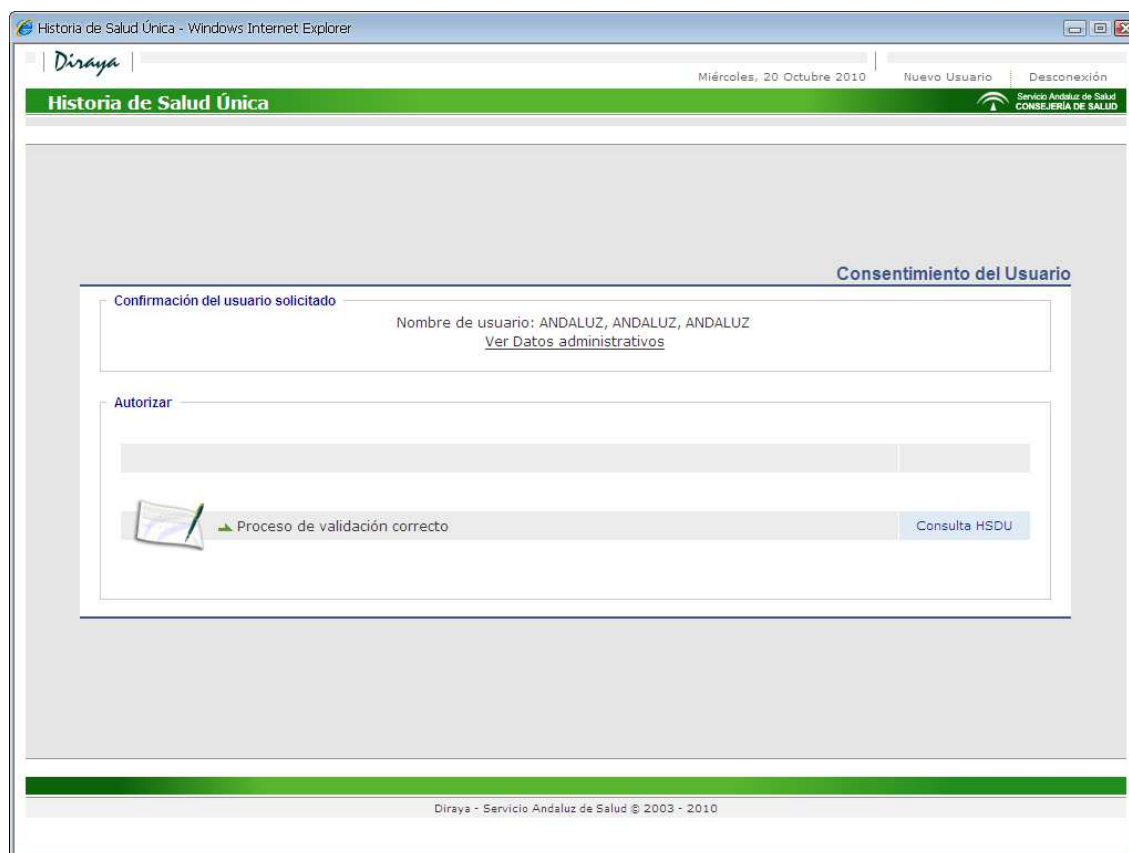 Historia de Salud Única - Windows Internet Explorer
Diraya
Miércoles, 20 Octubre 2010
Nuevo Usuario
Desconexión
Historia de Salud Única
Servicio Andaluz de Salud
CONSEJERÍA DE SALUD
Consentimiento del Usuario
Confirmación del usuario solicitado
Nombre de usuario: ANDALUZ, ANDALUZ, ANDALUZ
Ver Datos administrativos
Autorizar
Proceso de validación correcto
Consulta HSDU
Diraya - Servicio Andaluz de Salud © 2003 - 2010